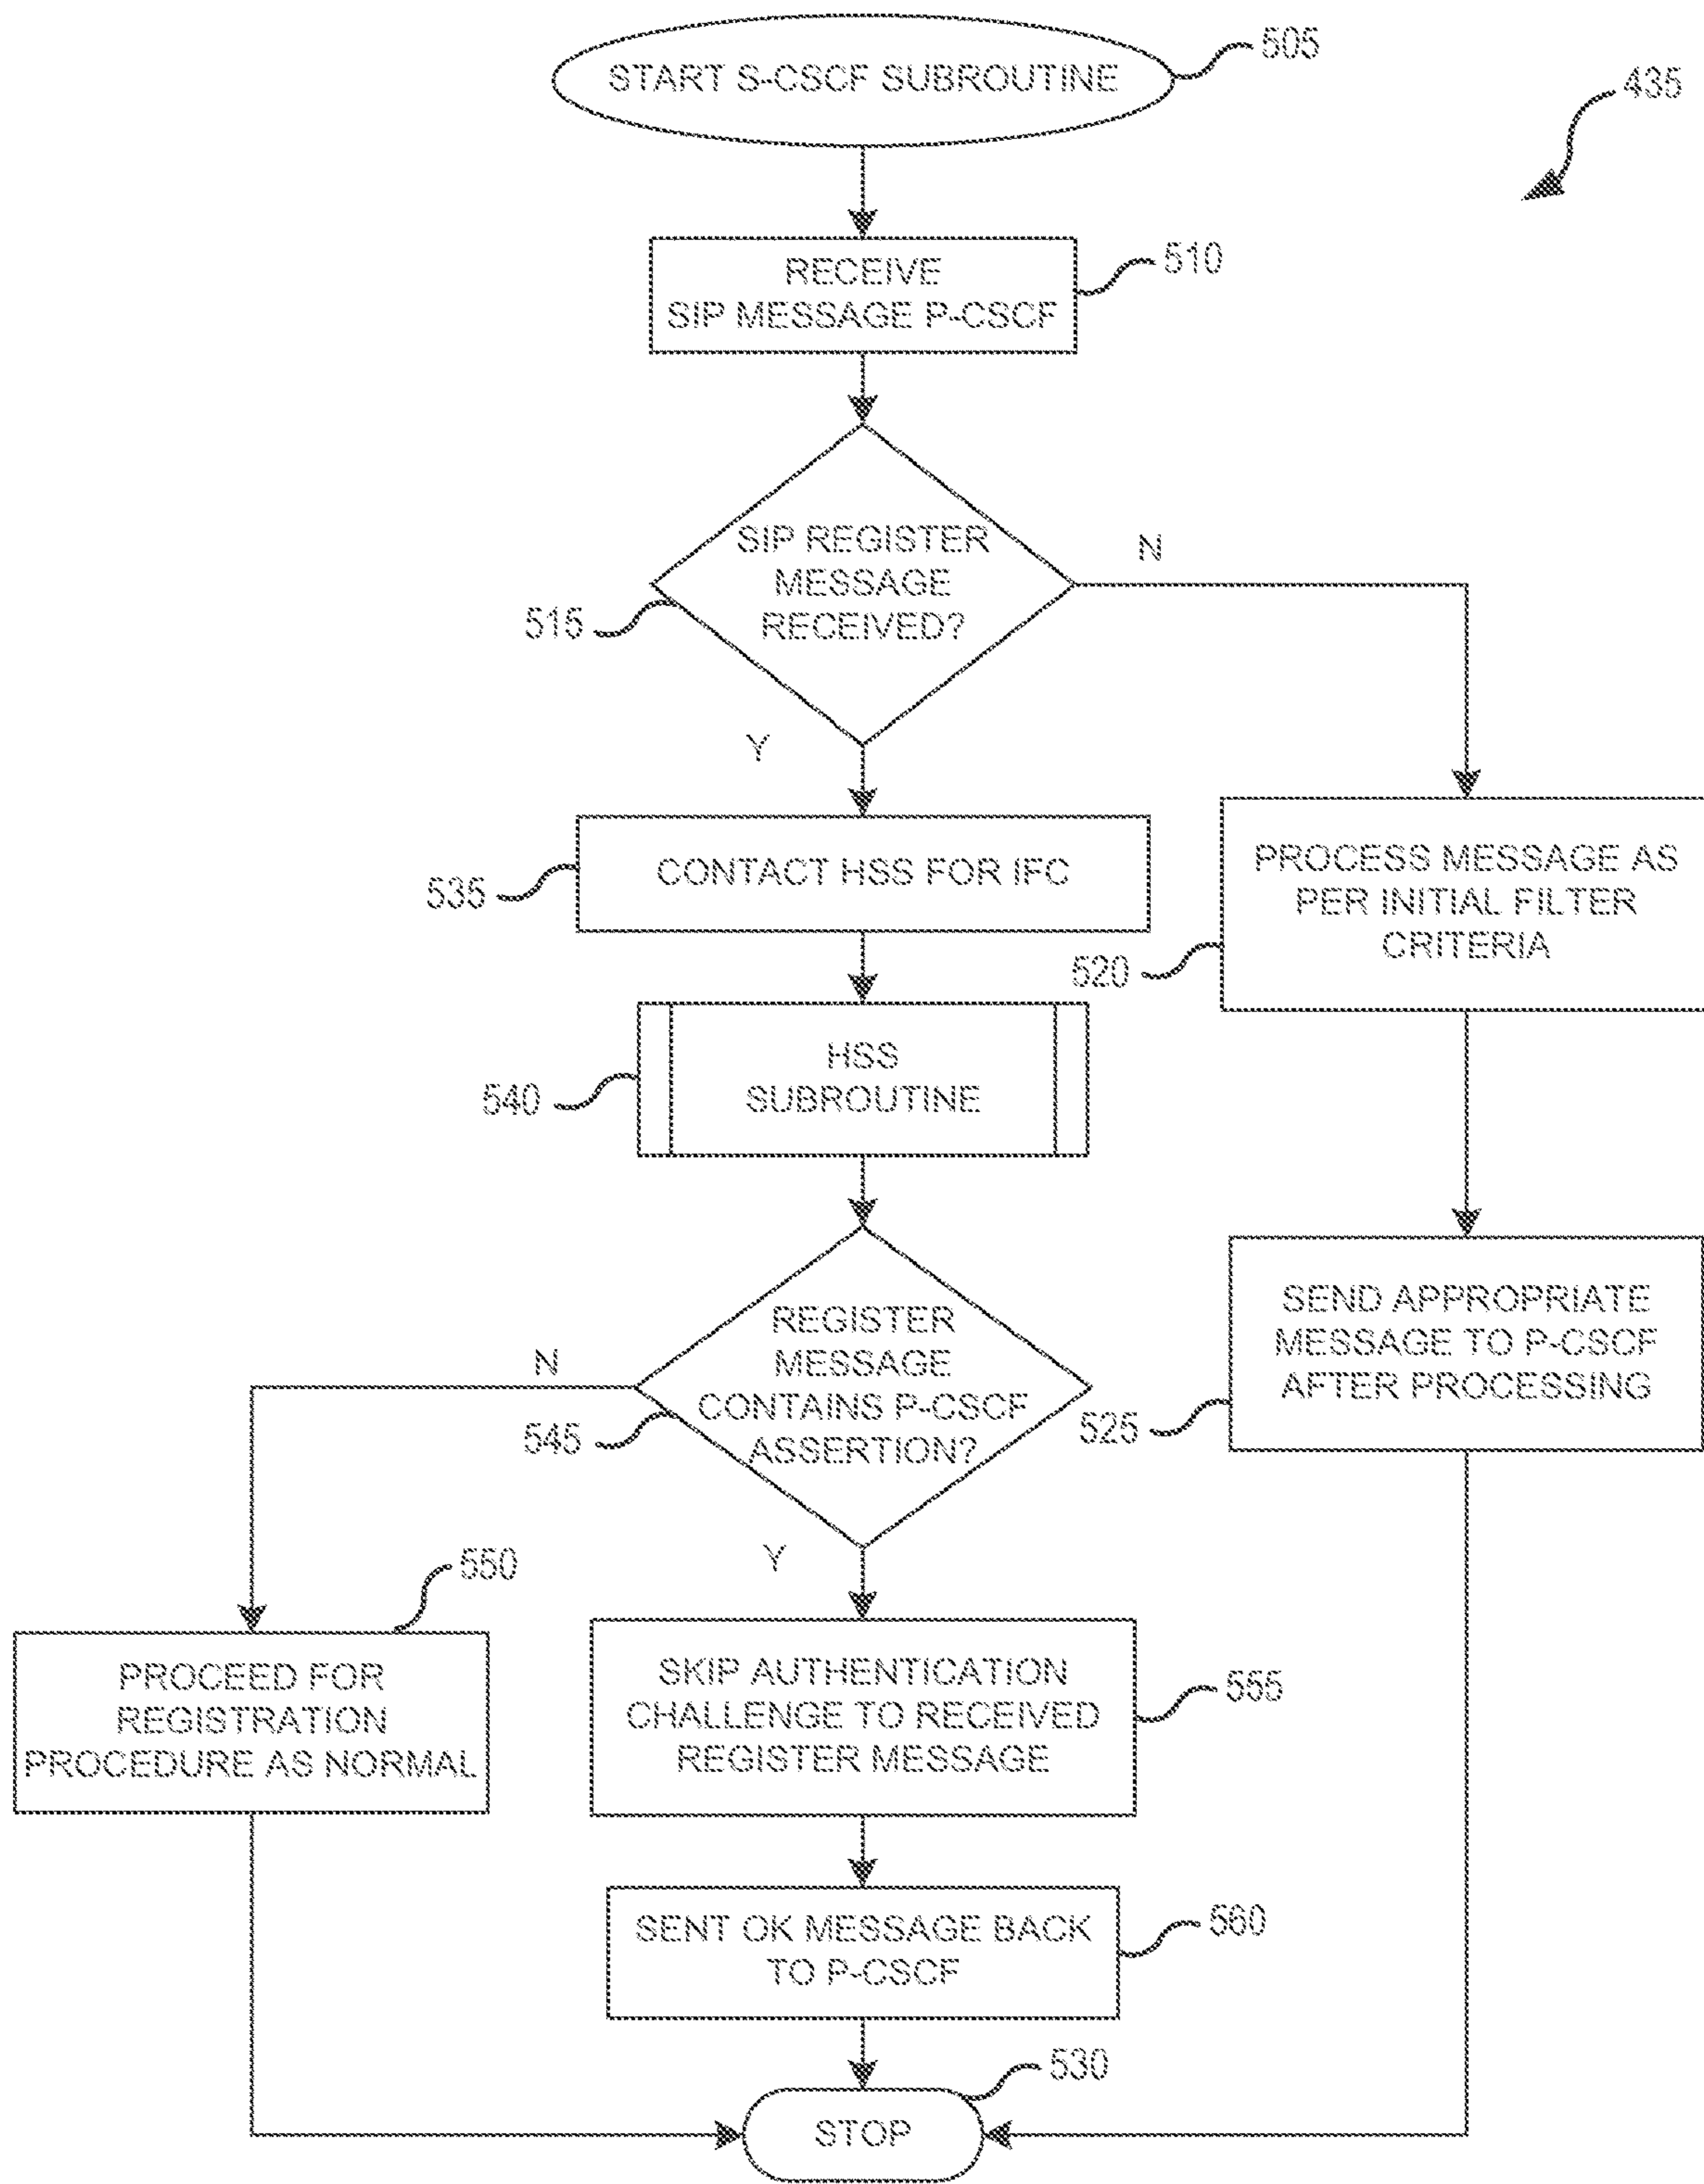 START S-CSCF SUBROUTINE
505
435
RECEIVE
SIP MESSAGE P-CSCF
510
SIP REGISTER
MESSAGE
RECEIVED?
515
N
Y
CONTACT HSS FOR IFC
535
PROCESS MESSAGE AS
PER INITIAL FILTER
CRITERIA
520
HSS
SUBROUTINE
540
REGISTER
MESSAGE
CONTAINS P-CSCF
ASSERTION?
545
N
Y
SEND APPROPRIATE
MESSAGE TO P-CSCF
AFTER PROCESSING
525
550
PROCEED FOR
REGISTRATION
PROCEDURE AS NORMAL
SKIP AUTHENTICATION
CHALLENGE TO RECEIVED
REGISTER MESSAGE
555
SENT OK MESSAGE BACK
TO P-CSCF
560
530
STOP